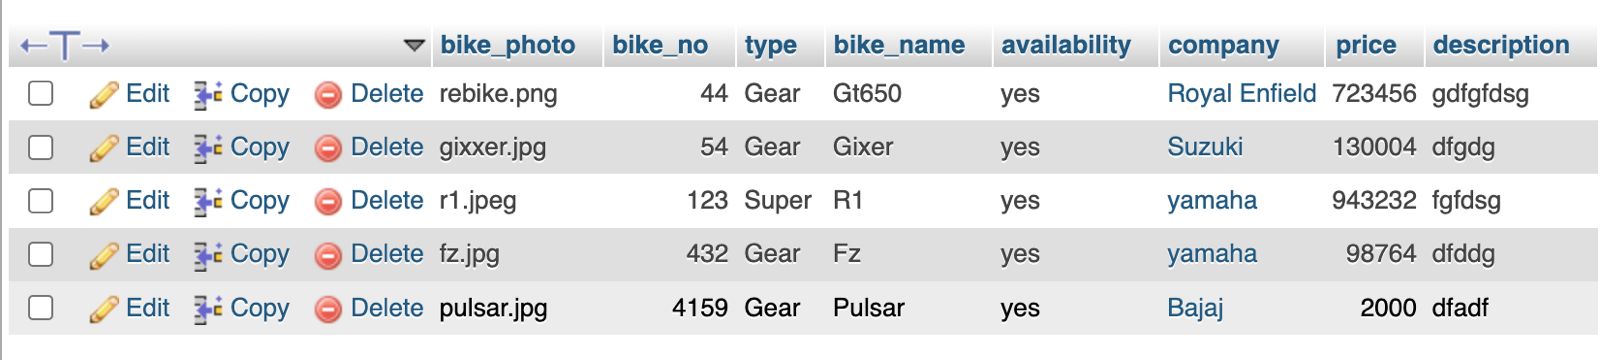 ←T→ bike_photo bike_no type bike_name availability company price description
Edit Copy Delete rebike.png 44 Gear Gt650 yes Royal Enfield 723456 gdfgfdsg
Edit Copy Delete gixxer.jpg 54 Gear Gixer yes Suzuki 130004 dfgdg
Edit Copy Delete r1.jpeg 123 Super R1 yes yamaha 943232 fgfdsg
Edit Copy Delete fz.jpg 432 Gear Fz yes yamaha 98764 dfddg
Edit Copy Delete pulsar.jpg 4159 Gear Pulsar yes Bajaj 2000 dfadf